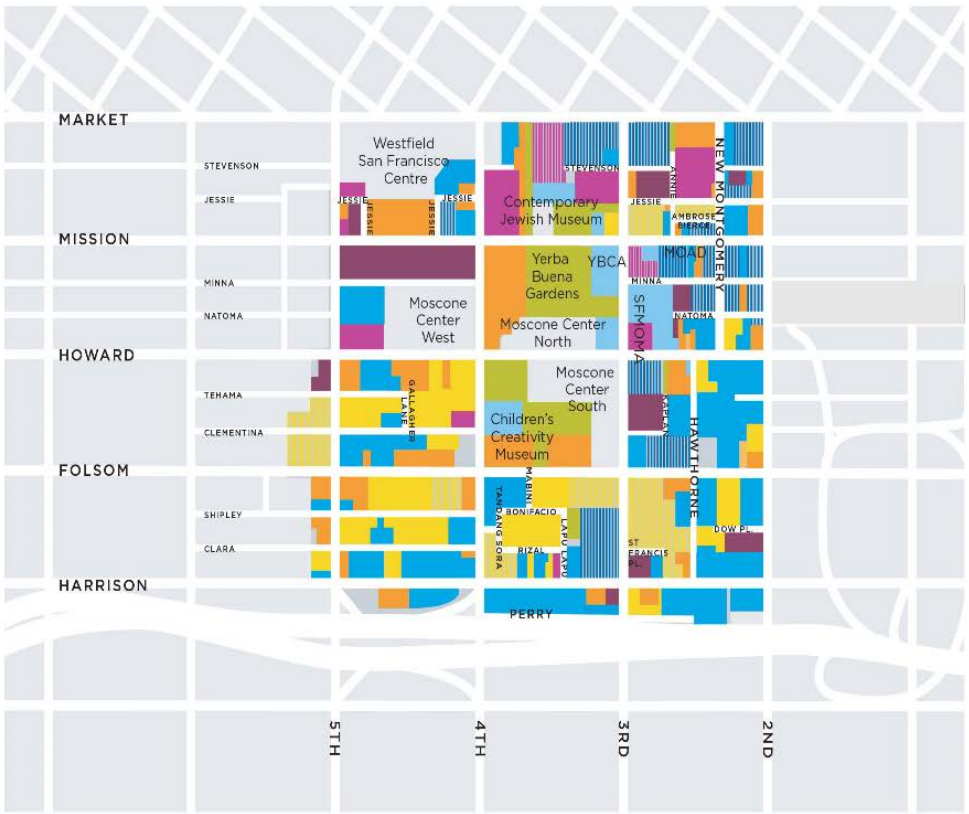 MARKET
Westfield
San Francisco
Centre
STEVENSON
STEVENSON
NEW MONTGOMERY
ANNIE
JESSIE
JESSIE
JESSIE
JESSIE
JESSIE
JESSIE
Contemporary
Jewish Museum
AMBROSE
BIERCE
MISSION
Yerba
Buena
Gardens
YBCA
MOAD
MINNA
MINNA
Moscone
Center
West
NATOMA
NATOMA
SFMOMA
Moscone Center
North
HOWARD
Moscone
Center
South
TEHAMA
GALLAGHER
LANE
KAPLAN
CLEMENTINA
Children's
Creativity
Museum
HAWTHORNE
FOLSOM
MABINI
TANDANG SORA
BONIFACIO
LAPU LAPU
SHIPLEY
DOW PL.
CLARA
RIZAL
ST
FRANCIS
PL.
HARRISON
PERRY
5TH
4TH
3RD
2ND